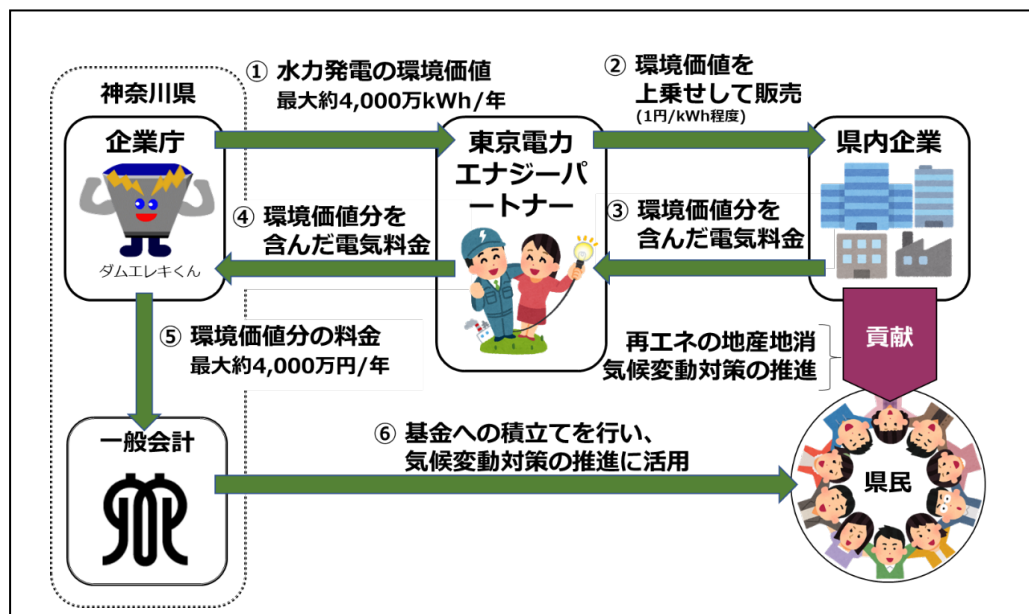 神奈川県
企業庁
ダムエレキくん
① 水力発電の環境価値
最大約4,000万kWh/年
東京電力
エナジーパ
ートナー
② 環境価値を
上乗せして販売
(1円/kWh程度)
県内企業
③ 環境価値分を
含んだ電気料金
④ 環境価値分を
含んだ電気料金
⑤ 環境価値分の料金
最大約4,000万円/年
再エネの地産地消
気候変動対策の推進
貢献
一般会計
⑥ 基金への積立てを行い、
気候変動対策の推進に活用
県民